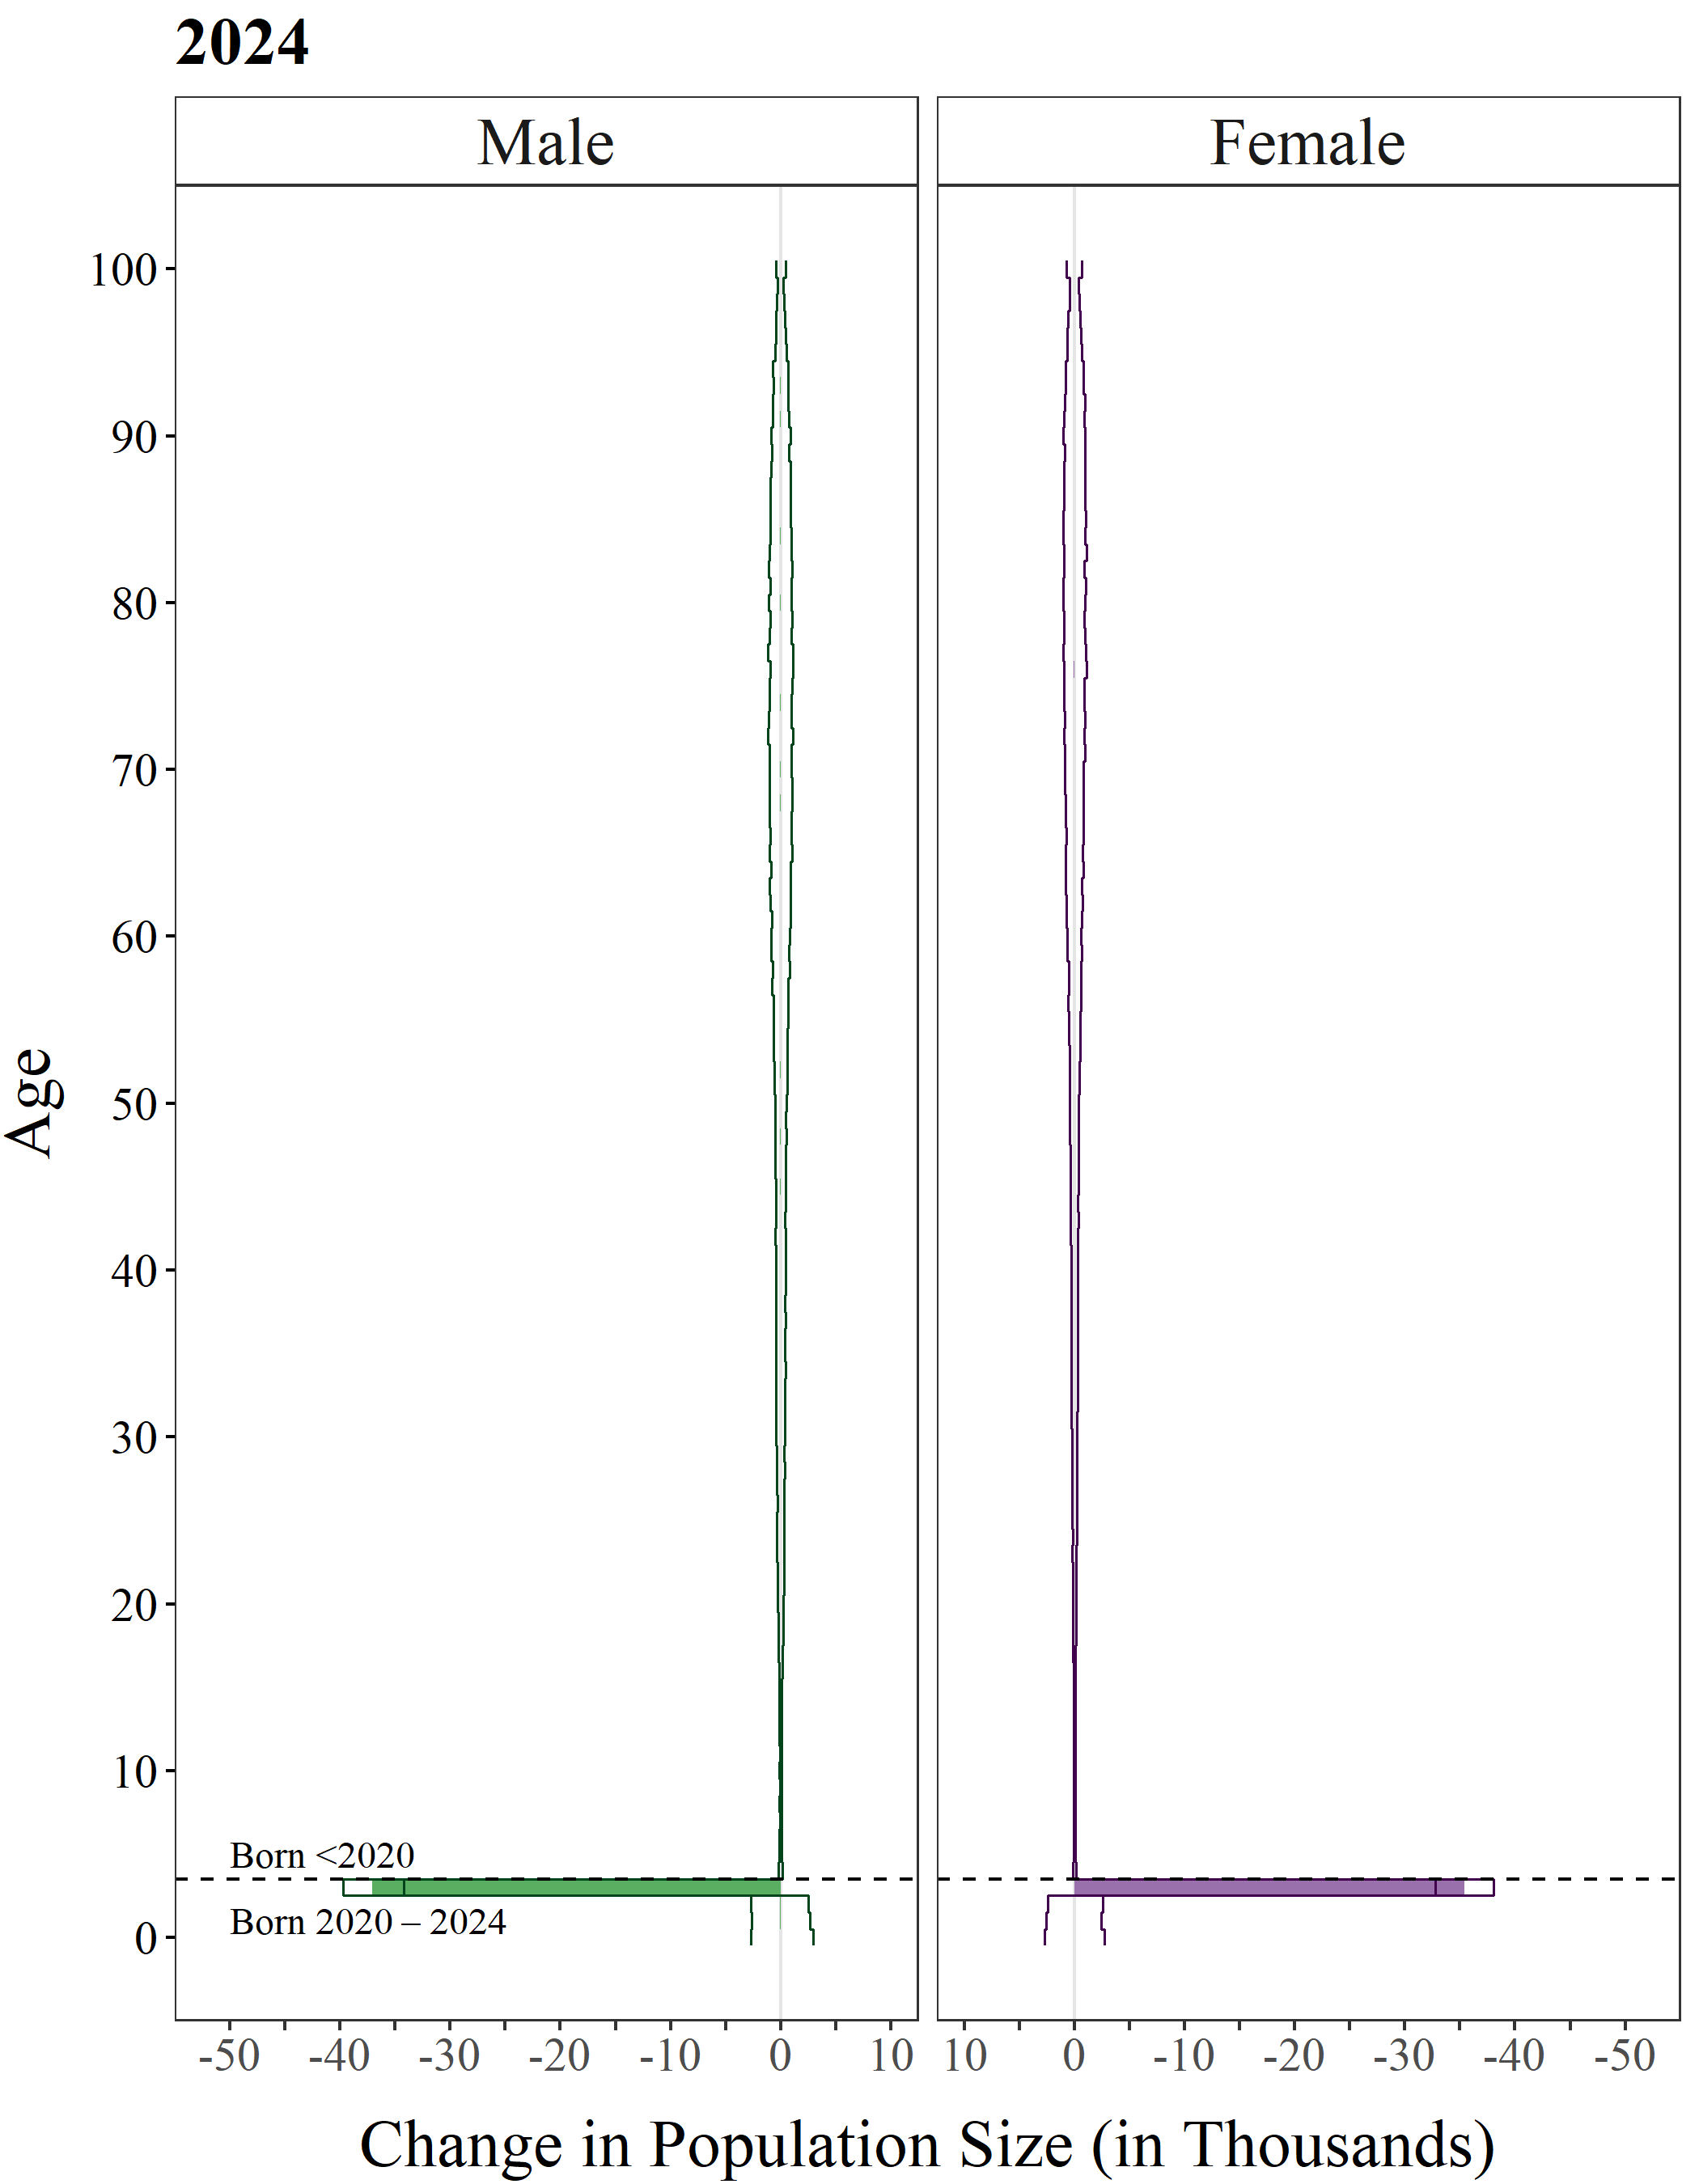 2024
Male
Female
Age
100
90
80
70
60
50
40
30
20
10
0
Born <2020
Born 2020 – 2024
-50 -40 -30 -20 -10 0 10
10 0 -10 -20 -30 -40 -50
Change in Population Size (in Thousands)